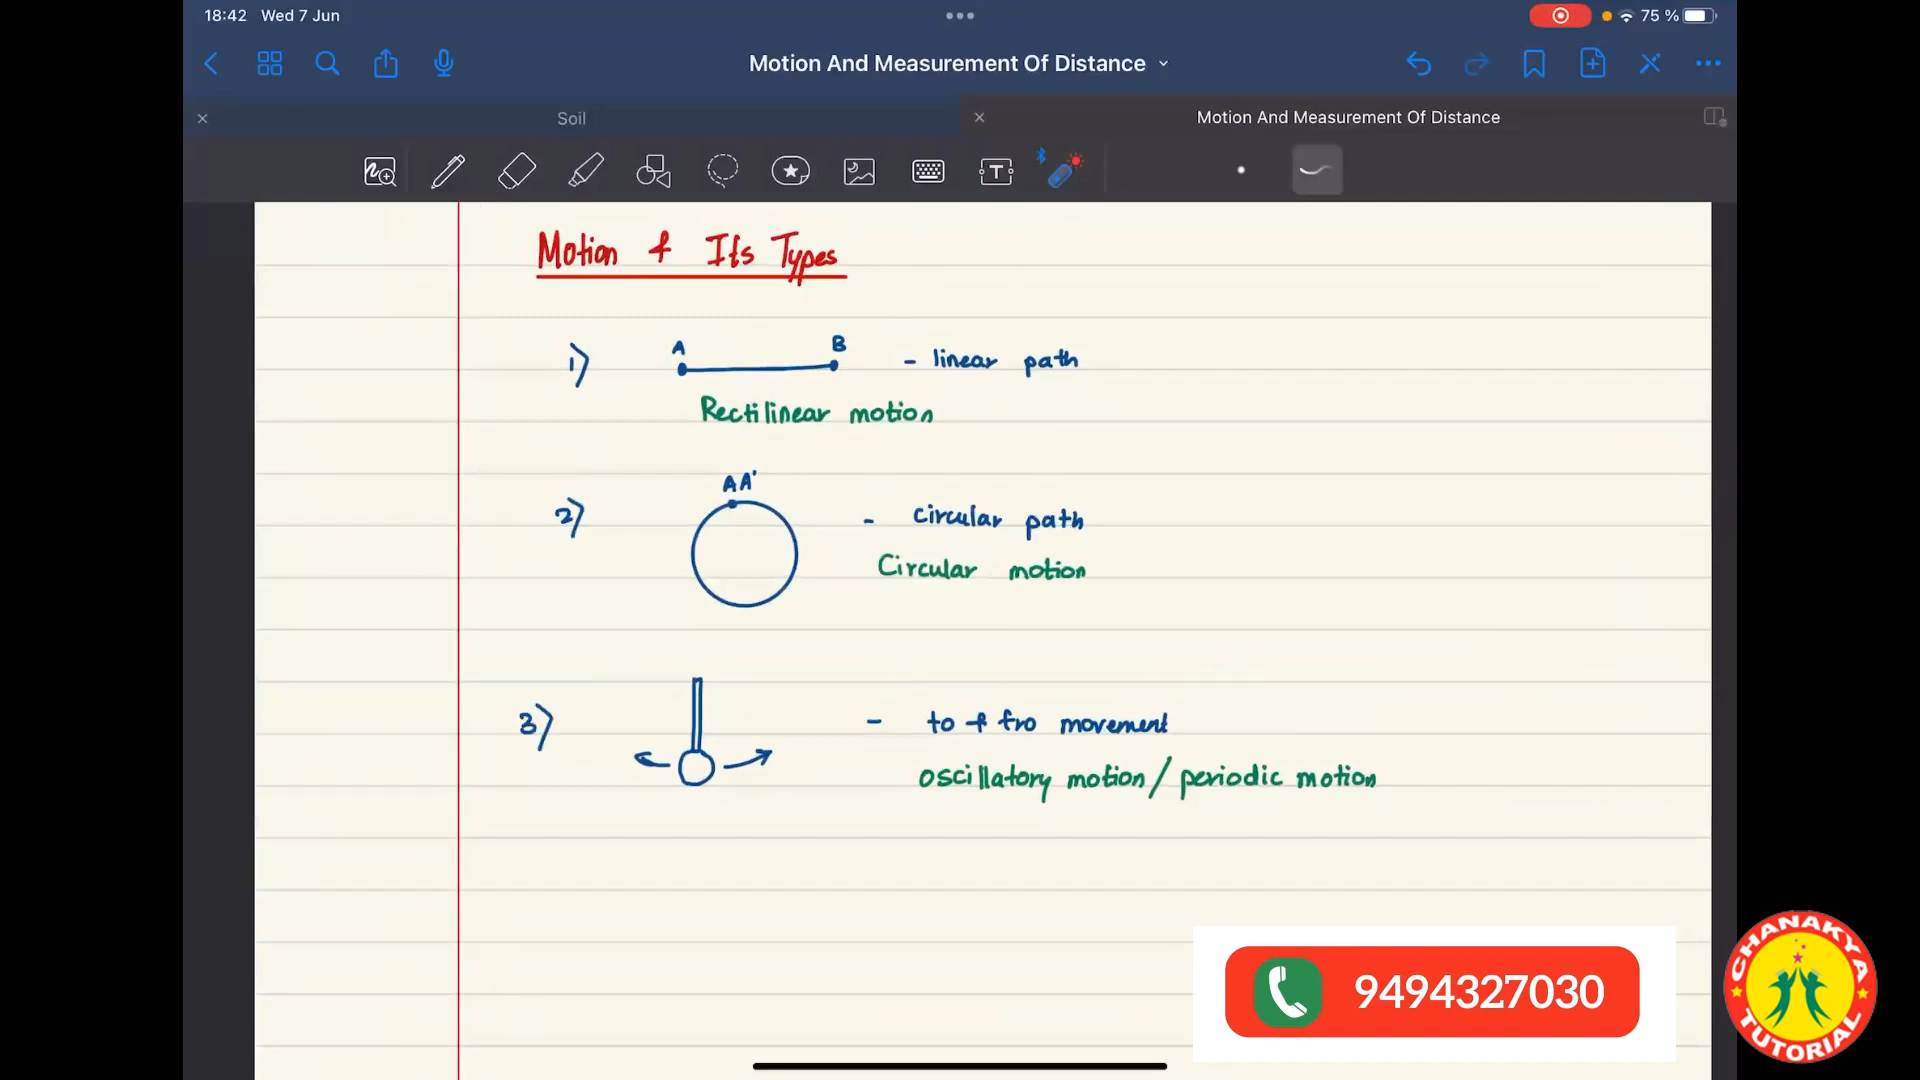 18:42 Wed 7 Jun
75 %
Motion And Measurement Of Distance
Soil
Motion And Measurement Of Distance
T
Motion & Its Types
1) A B - linear path
Rectilinear motion
A A'
2) - circular path
Circular motion
3) - to & fro movement
oscillatory motion / periodic motion
9494327030
CHANAKYA
TUTORIAL